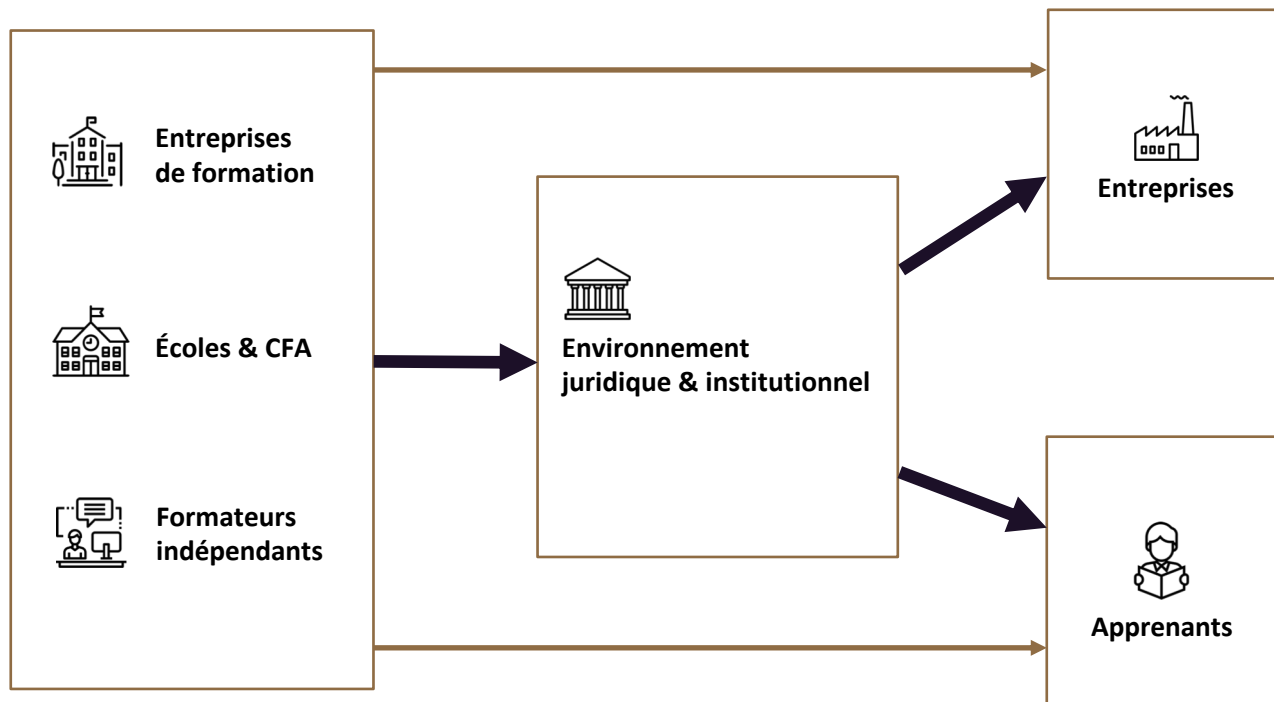 Entreprises
de formation
Écoles & CFA
Formateurs
indépendants
Environnement
juridique & institutionnel
Entreprises
Apprenants